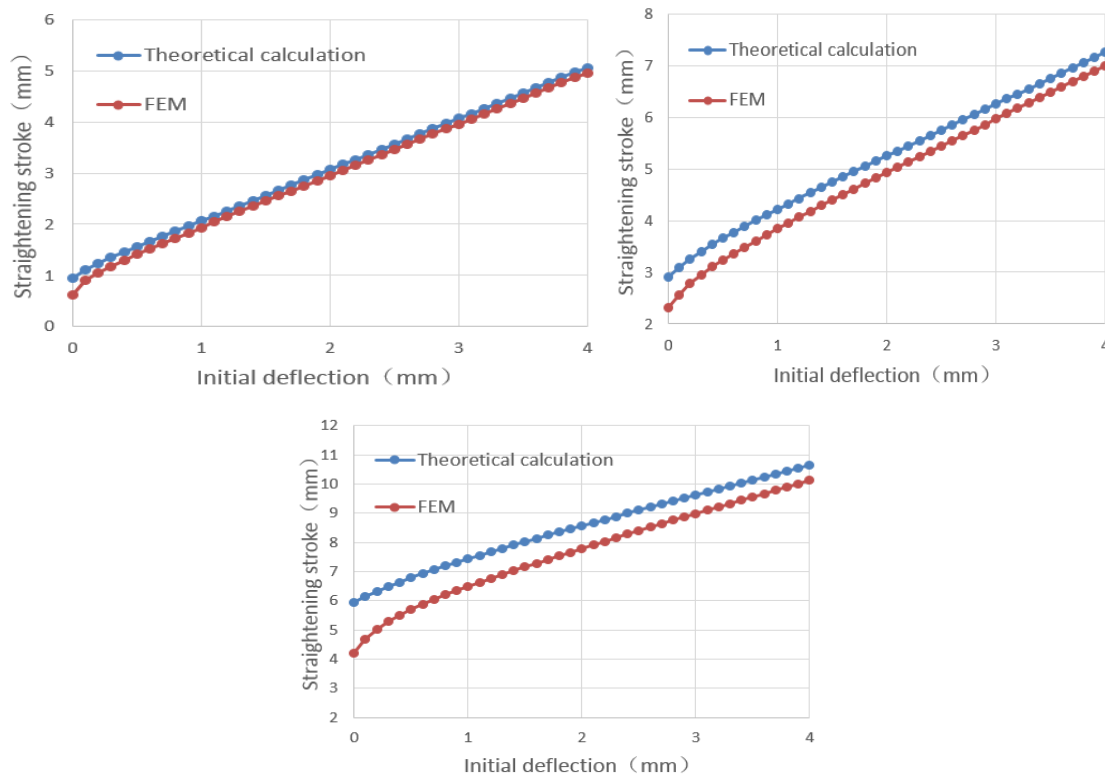 6
5
4
3
2
1
0
Straightening stroke（mm）
Theoretical calculation
FEM
0 1 2 3 4
Initial deflection（mm）
8
7
6
5
4
3
2
Straightening stroke（mm）
Theoretical calculation
FEM
0 1 2 3 4
Initial deflection（mm）
12
11
10
9
8
7
6
5
4
3
2
Straightening stroke（mm）
Theoretical calculation
FEM
0 1 2 3 4
Initial deflection（mm）